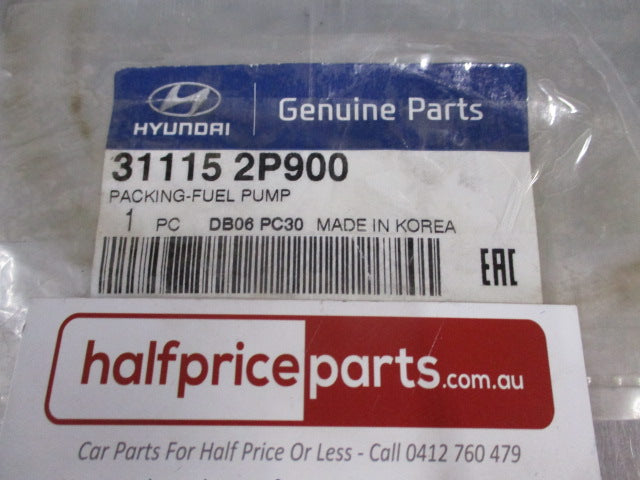 HYUNDAI
Genuine Parts
31115 2P900
PACKING-FUEL PUMP
1 PC DB06 PC30 MADE IN KOREA
EAC
halfpriceparts.com.au
Car Parts For Half Price Or Less - Call 0412 760 479